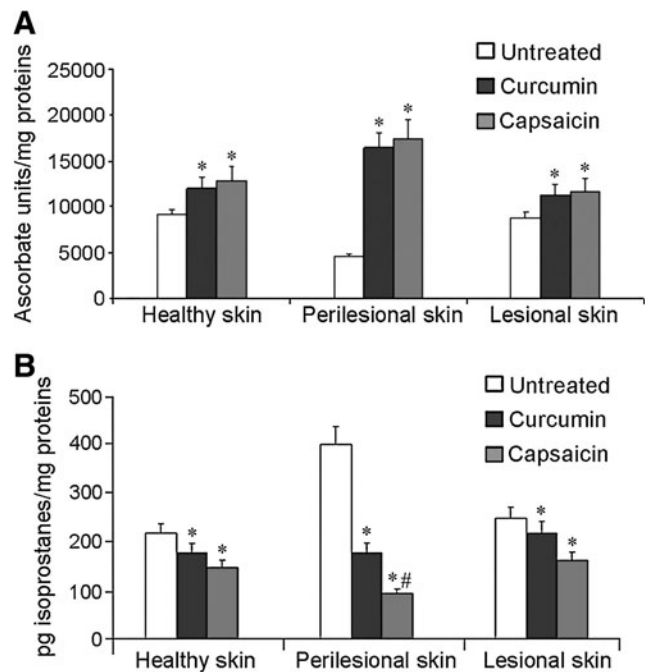 A
Ascorbate units/mg proteins
25000
20000
15000
10000
5000
0
Untreated
Curcumin
Capsaicin
* * * * * *
Healthy skin Perilesional skin Lesional skin
B
pg isoprostanes/mg proteins
500
400
300
200
100
0
Untreated
Curcumin
Capsaicin
* * * *# * *
Healthy skin Perilesional skin Lesional skin